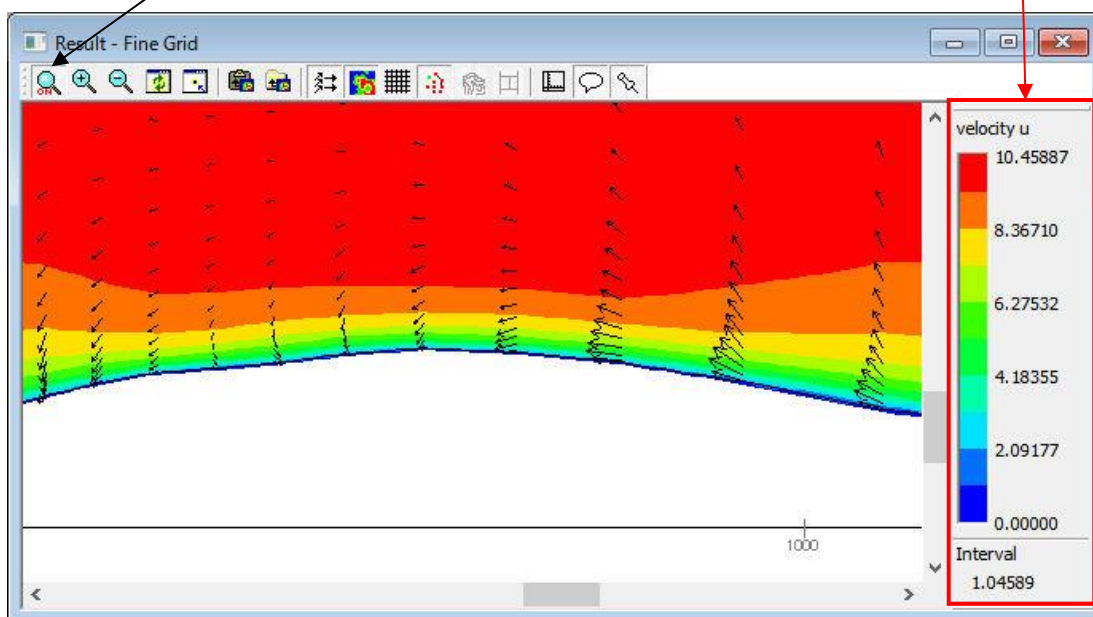 Result - Fine Grid
ON
velocity u
10.45887
8.36710
6.27532
4.18355
2.09177
0.00000
1000
Interval
1.04589